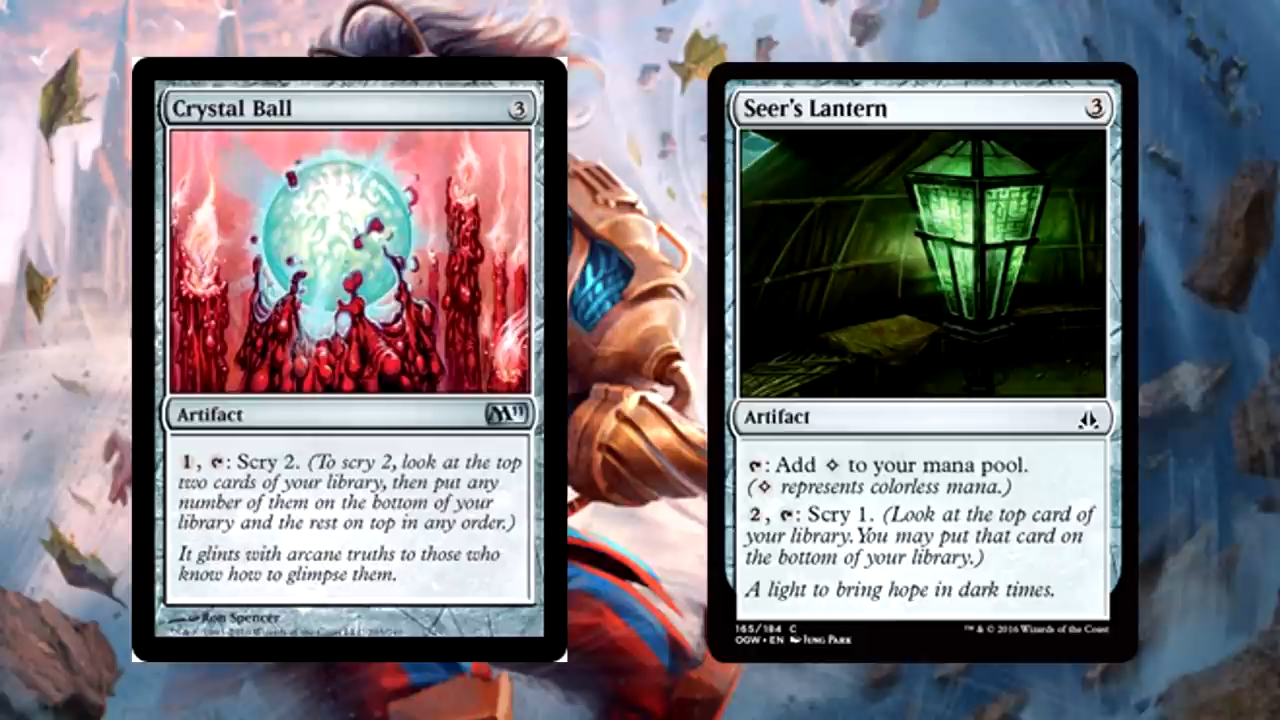 Crystal Ball 3
Artifact M11
1, T: Scry 2. (To scry 2, look at the top
two cards of your library, then put any
number of them on the bottom of your
library and the rest on top in any order.)
It glints with arcane truths to those who
know how to glimpse them.
Ron Spencer
Seer's Lantern 3
Artifact
: Add to your mana pool.
( represents colorless mana.)
2, : Scry 1. (Look at the top card of
your library. You may put that card on
the bottom of your library.)
A light to bring hope in dark times.
165/184 C
OGW • EN Jung Park
™ & © 2016 Wizards of the Coast